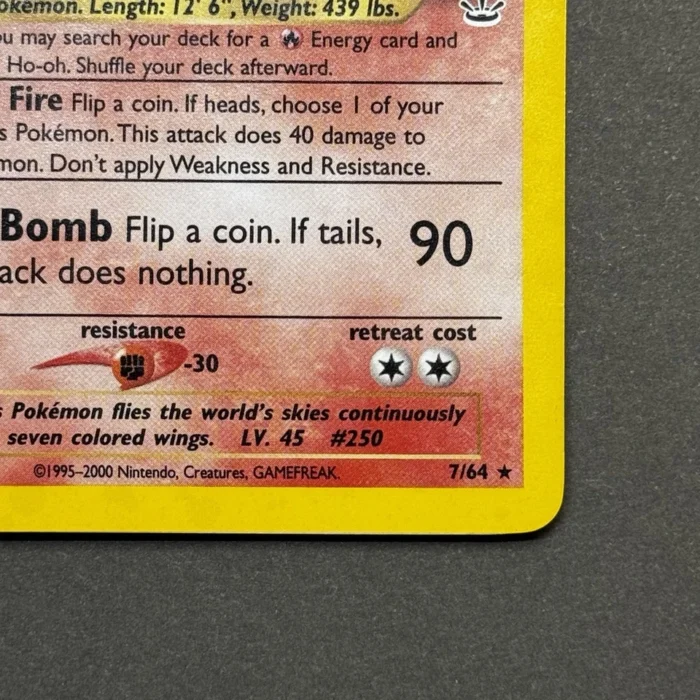 okémon. Length: 12' 6", Weight: 439 lbs.
u may search your deck for a Energy card and
Ho-oh. Shuffle your deck afterward.
Fire Flip a coin. If heads, choose 1 of your
s Pokémon. This attack does 40 damage to
mon. Don't apply Weakness and Resistance.
Bomb Flip a coin. If tails, 90
ack does nothing.
resistance retreat cost
-30
s Pokémon flies the world's skies continuously
seven colored wings. LV. 45 #250
©1995–2000 Nintendo, Creatures, GAMEFREAK. 7/64 ★